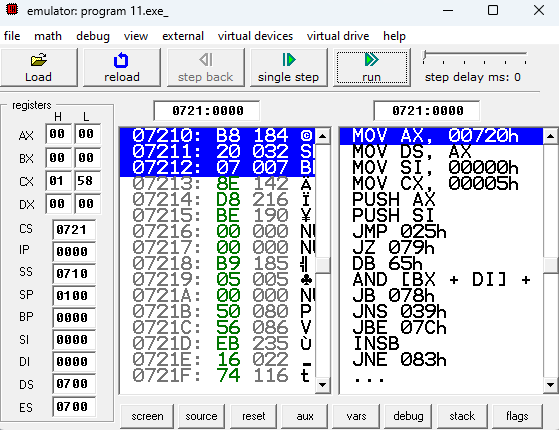 emulator: program 11.exe_
file math debug view external virtual devices virtual drive help
Load reload step back single step run step delay ms: 0
registers
H L
0721:0000 0721:0000
AX 00 00
BX 00 00
CX 01 58
DX 00 00
CS 0721
IP 0000
SS 0710
SP 0100
BP 0000
SI 0000
DI 0000
DS 0700
ES 0700
07210: B8 184 @
07211: 20 032 S
07212: 07 007 B
07213: 8E 142 Ä
07214: D8 216 Ï
07215: BE 190 ¥
07216: 00 000 NU
07217: 00 000 NU
07218: B9 185 ╣
07219: 05 005 ♣
0721A: 00 000 NU
0721B: 50 080 P
0721C: 56 086 V
0721D: EB 235 Ù
0721E: 16 022 ▬
0721F: 74 116 t
MOV AX, 00720h
MOV DS, AX
MOV SI, 00000h
MOV CX, 00005h
PUSH AX
PUSH SI
JMP 025h
JZ 079h
DB 65h
AND [BX + DI] +
JB 078h
JNS 039h
JBE 07Ch
INSB
JNE 083h
...
screen source reset aux vars debug stack flags